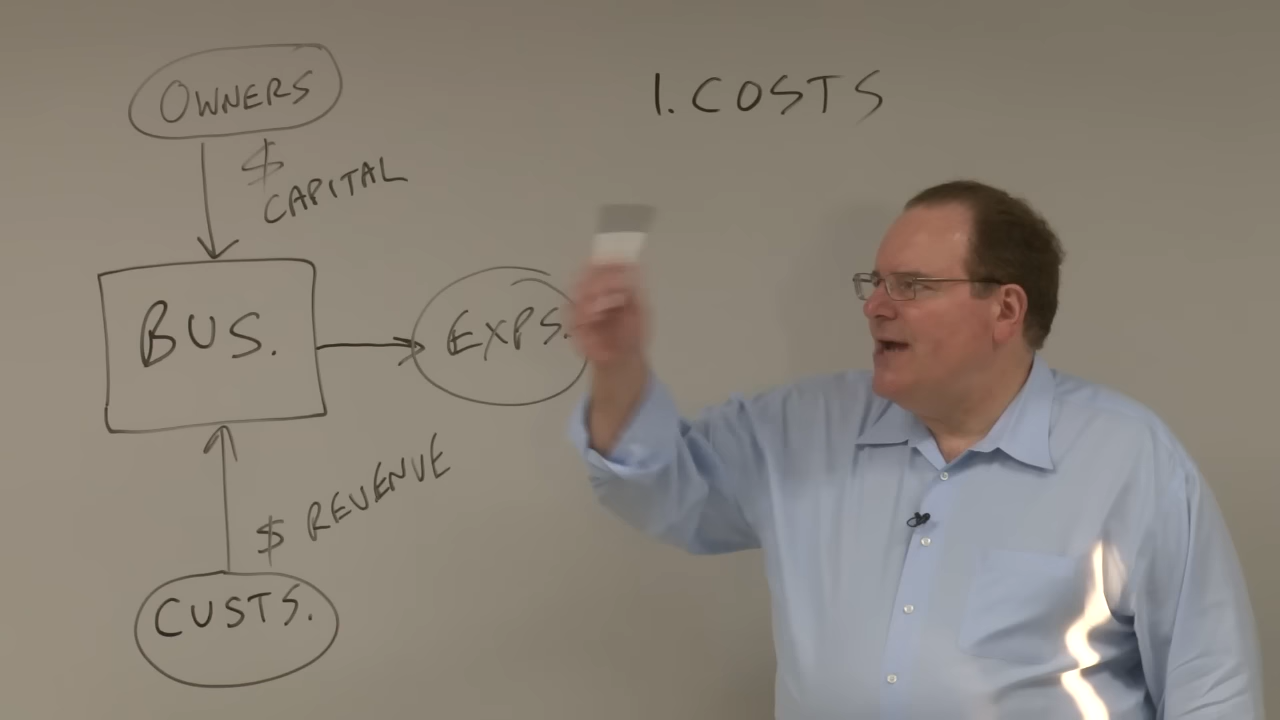 OWNERS
$
CAPITAL
BUS.
EXPS.
$ REVENUE
CUSTS.
1. COSTS